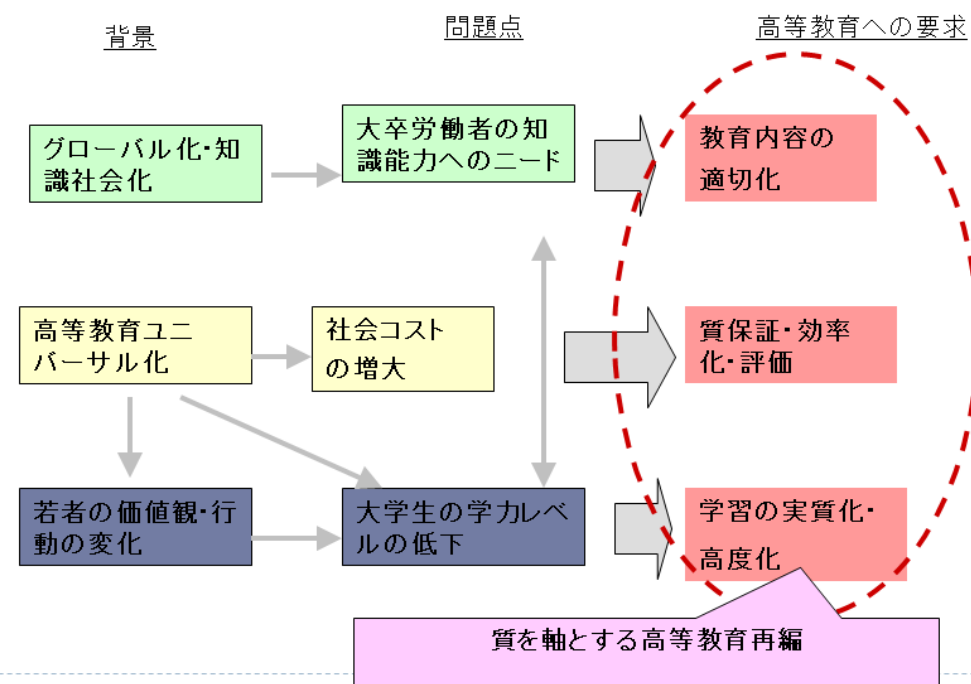 背景
問題点
高等教育への要求
グローバル化・知
識社会化
大卒労働者の知
識能力へのニード
教育内容の
適切化
高等教育ユニ
バーサル化
社会コスト
の増大
質保証・効率
化・評価
若者の価値観・行
動の変化
大学生の学力レベ
ルの低下
学習の実質化・
高度化
質を軸とする高等教育再編